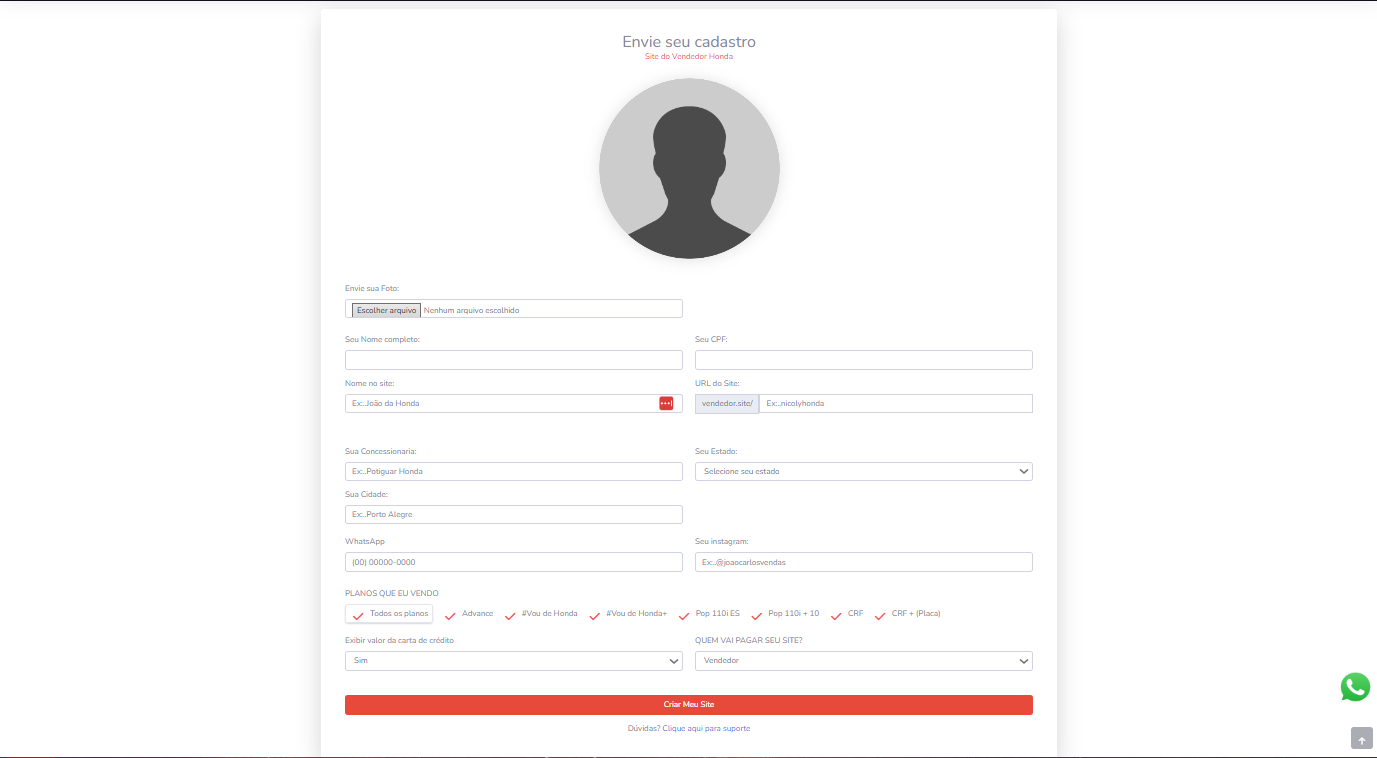 Envie seu cadastro
Site do Vendedor Honda
Envie sua Foto:
Escolher arquivo Nenhum arquivo escolhido
Seu Nome completo:
Seu CPF:
Nome no site:
URL do Site:
Ex:..João da Honda
vendedor.site/ Ex:..nicolyhonda
Sua Concessionaria:
Seu Estado:
Ex:..Potiguar Honda
Selecione seu estado
Sua Cidade:
Ex:..Porto Alegre
WhatsApp
Seu instagram:
(00) 00000-0000
Ex:..@joaocarlosvendas
PLANOS QUE EU VENDO
Todos os planos Advance #Vou de Honda #Vou de Honda+ Pop 110i ES Pop 110i + 10 CRF CRF + (Placa)
Exibir valor da carta de crédito
QUEM VAI PAGAR SEU SITE?
Sim
Vendedor
Criar Meu Site
Dúvidas? Clique aqui para suporte